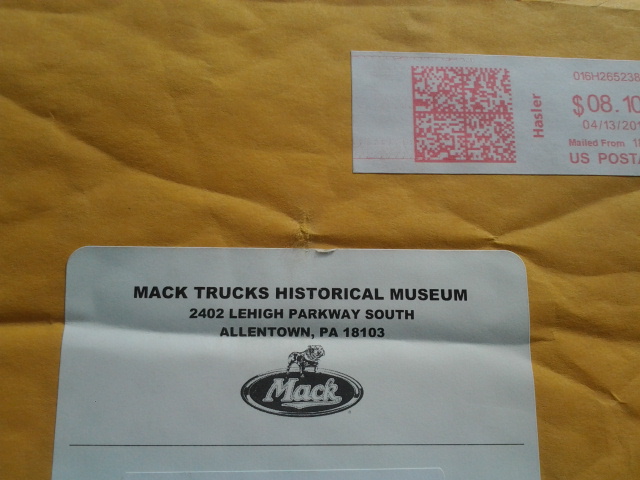 016H265238
Hasler
$08.10
04/13/201
Mailed From 1
US POSTA
MACK TRUCKS HISTORICAL MUSEUM
2402 LEHIGH PARKWAY SOUTH
ALLENTOWN, PA 18103
Mack